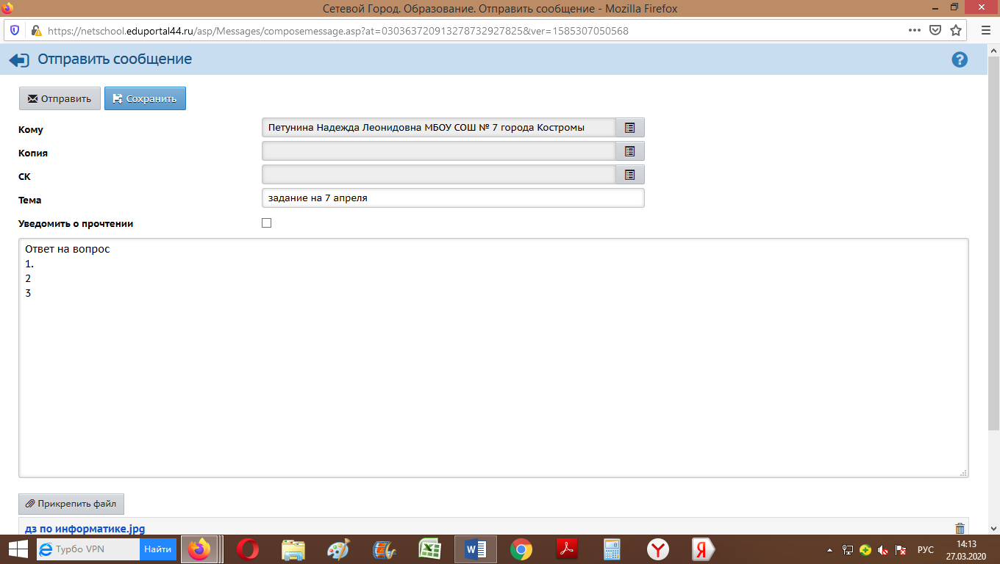 Сетевой Город. Образование. Отправить сообщение - Mozilla Firefox
https://netschool.eduportal44.ru/asp/Messages/composemessage.asp?at=030363720913278732927825&ver=1585307050568
Отправить сообщение
?
Отправить
Сохранить
Кому
Петунина Надежда Леонидовна МБОУ СОШ № 7 города Костромы
Копия
СК
Тема
задание на 7 апреля
Уведомить о прочтении
Ответ на вопрос
1.
2
3
Прикрепить файл
дз по информатике.jpg
Турбо VPN
Найти
РУС
14:13
27.03.2020